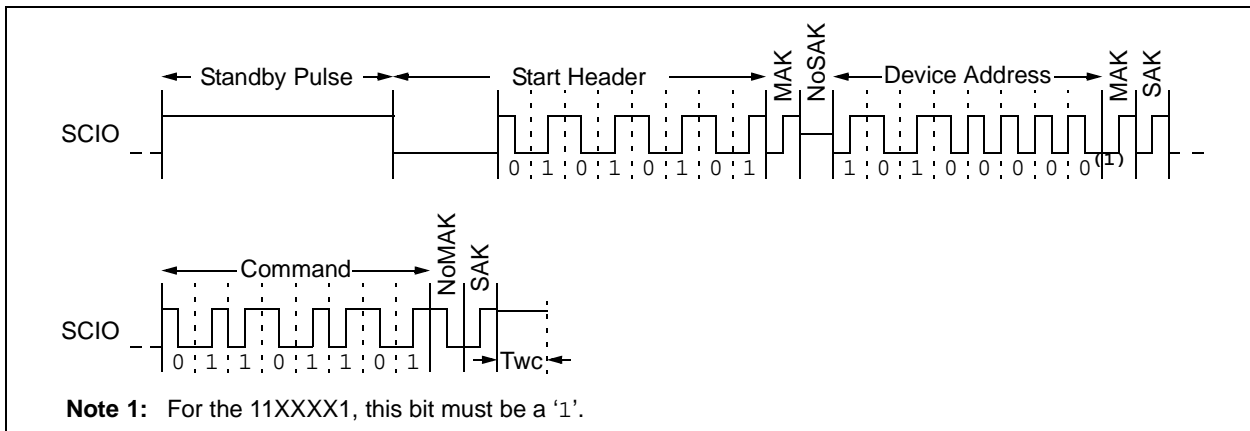 Standby Pulse Start Header MAK NoSAK Device Address MAK SAK
SCIO
0 1 0 1 0 1 0 1 1 0 1 0 0 0 0 0(1)
Command NoMAK SAK
SCIO
0 1 1 0 1 1 0 1 Twc
Note 1: For the 11XXXX1, this bit must be a ‘1’.